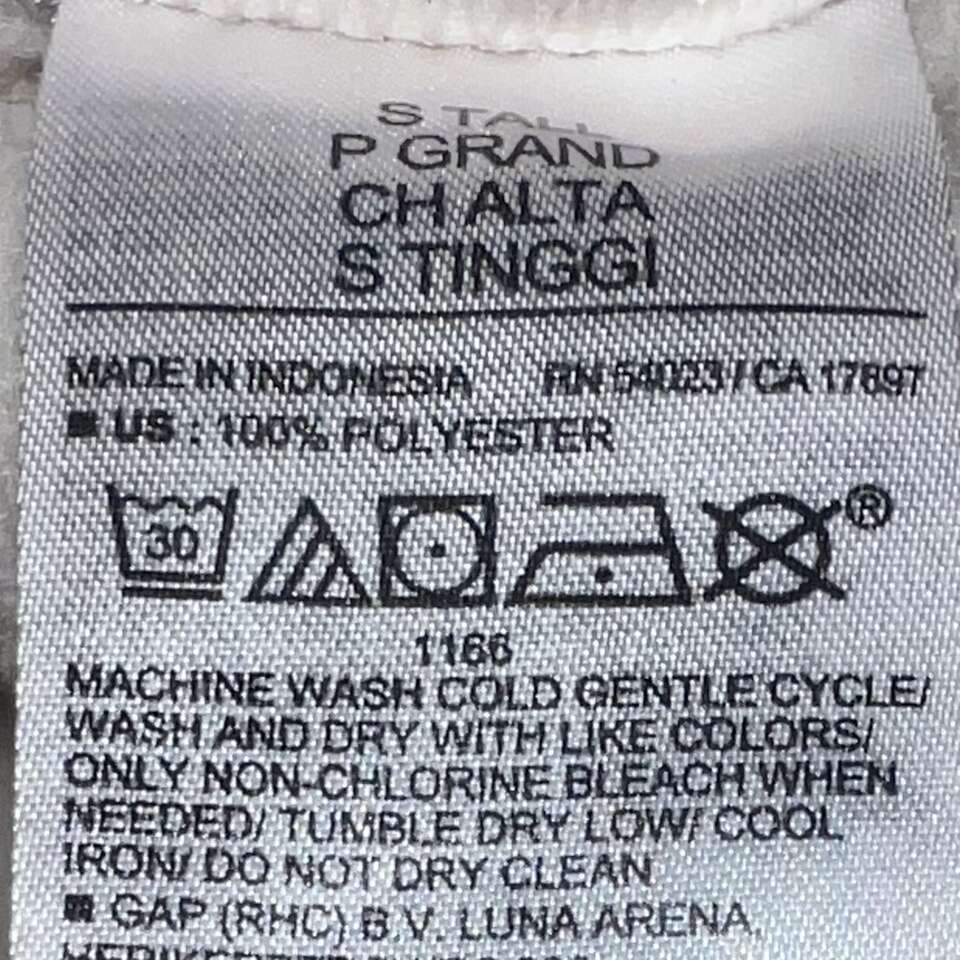 S TALL
P GRAND
CH ALTA
S TINGGI
MADE IN INDONESIA RN 54023 / CA 17897
US : 100% POLYESTER
30
®
1166
MACHINE WASH COLD GENTLE CYCLE/
WASH AND DRY WITH LIKE COLORS/
ONLY NON-CHLORINE BLEACH WHEN
NEEDED/ TUMBLE DRY LOW/ COOL
IRON/ DO NOT DRY CLEAN
GAP (RHC) B.V. LUNA ARENA,